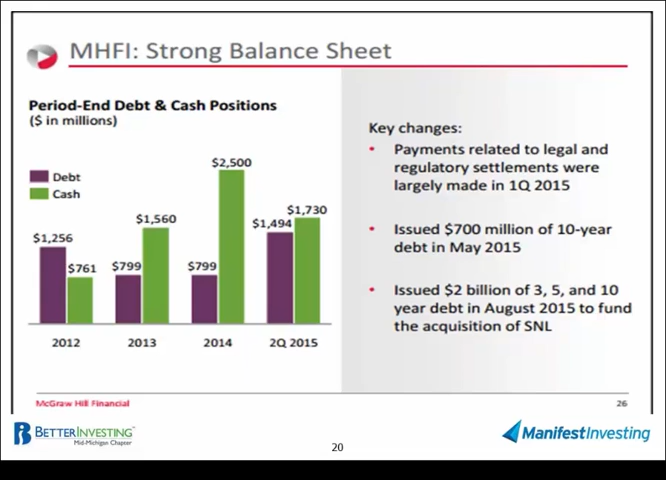 MHFI: Strong Balance Sheet
Period-End Debt & Cash Positions
($ in millions)
Debt
Cash
$1,256
$761
$799
$1,560
$799
$2,500
$1,494
$1,730
2012
2013
2014
2Q 2015
Key changes:
• Payments related to legal and
regulatory settlements were
largely made in 1Q 2015
• Issued $700 million of 10-year
debt in May 2015
• Issued $2 billion of 3, 5, and 10
year debt in August 2015 to fund
the acquisition of SNL
McGraw Hill Financial
26
BETTERINVESTING™
Mid-Michigan Chapter
20
ManifestInvesting